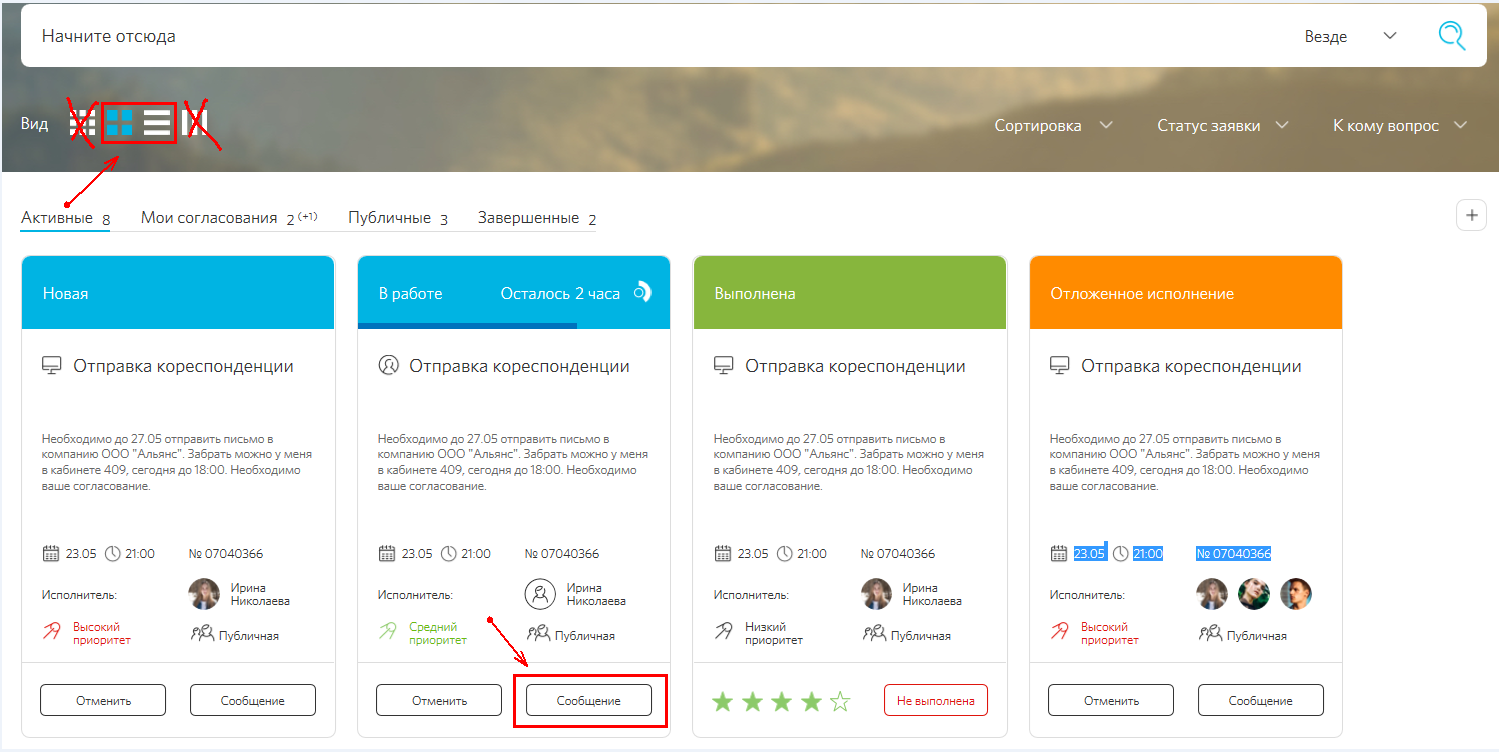 Начните отсюда
Везде
Вид
Сортировка
Статус заявки
К кому вопрос
Активные 8
Мои согласования 2 (+1)
Публичные 3
Завершенные 2
+
Новая
Отправка кореспонденции
Необходимо до 27.05 отправить письмо в
компанию ООО "Альянс". Забрать можно у меня
в кабинете 409, сегодня до 18:00. Необходимо
ваше согласование.
23.05 21:00 № 07040366
Исполнитель:
Ирина
Николаева
Высокий
приоритет
Публичная
Отменить
Сообщение
В работе
Осталось 2 часа
Отправка кореспонденции
Необходимо до 27.05 отправить письмо в
компанию ООО "Альянс". Забрать можно у меня
в кабинете 409, сегодня до 18:00. Необходимо
ваше согласование.
23.05 21:00 № 07040366
Исполнитель:
Ирина
Николаева
Средний
приоритет
Публичная
Отменить
Сообщение
Выполнена
Отправка кореспонденции
Необходимо до 27.05 отправить письмо в
компанию ООО "Альянс". Забрать можно у меня
в кабинете 409, сегодня до 18:00. Необходимо
ваше согласование.
23.05 21:00 № 07040366
Исполнитель:
Ирина
Николаева
Низкий
приоритет
Публичная
Не выполнена
Отложенное исполнение
Отправка кореспонденции
Необходимо до 27.05 отправить письмо в
компанию ООО "Альянс". Забрать можно у меня
в кабинете 409, сегодня до 18:00. Необходимо
ваше согласование.
23.05 21:00 № 07040366
Исполнитель:
Высокий
приоритет
Публичная
Отменить
Сообщение